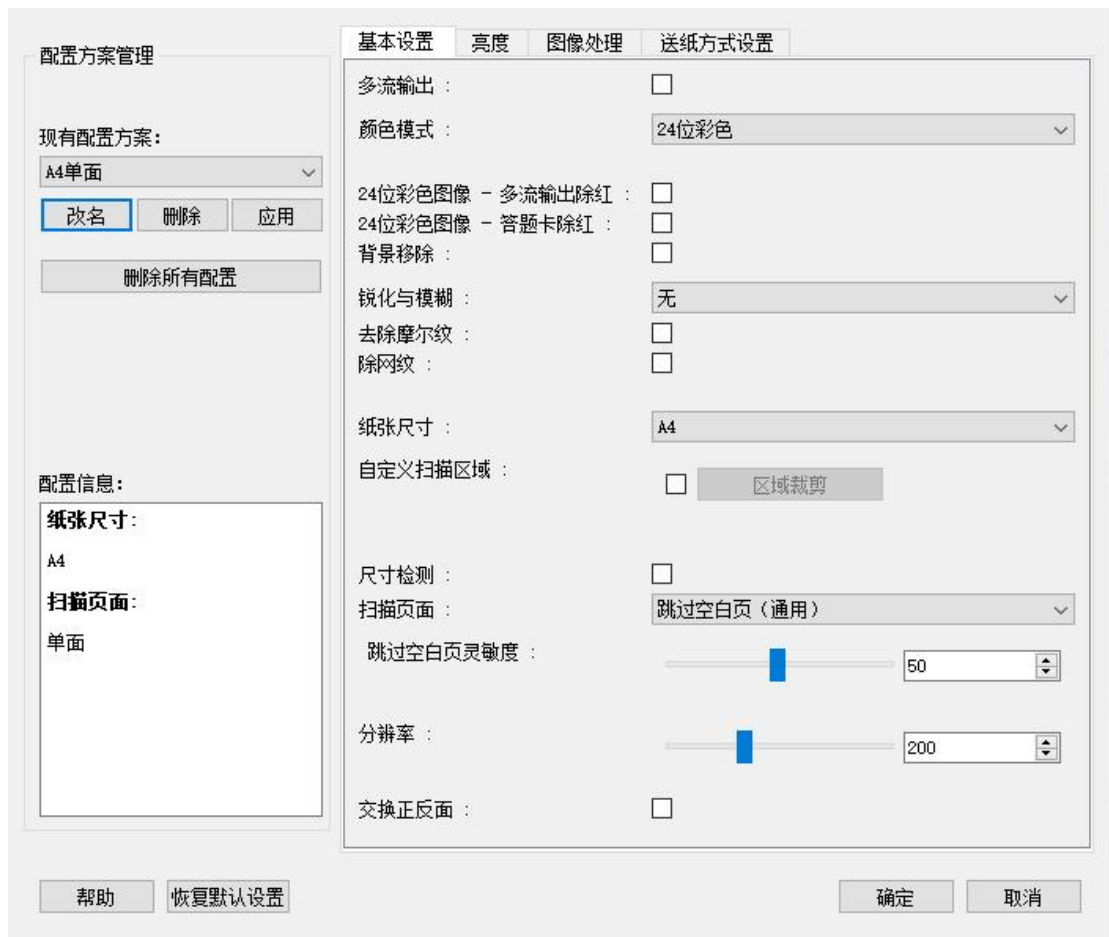 配置方案管理
现有配置方案：
A4单面
改名 删除 应用
删除所有配置
配置信息：
纸张尺寸：
A4
扫描页面：
单面
基本设置 亮度 图像处理 送纸方式设置
多流输出 ：
颜色模式 ： 24位彩色
24位彩色图像 - 多流输出除红 ：
24位彩色图像 - 答题卡除红 ：
背景移除 ：
锐化与模糊 ： 无
去除摩尔纹 ：
除网纹 ：
纸张尺寸 ： A4
自定义扫描区域 ： 区域裁剪
尺寸检测 ：
扫描页面 ： 跳过空白页（通用）
跳过空白页灵敏度 ： 50
分辨率 ： 200
交换正反面 ：
帮助 恢复默认设置 确定 取消